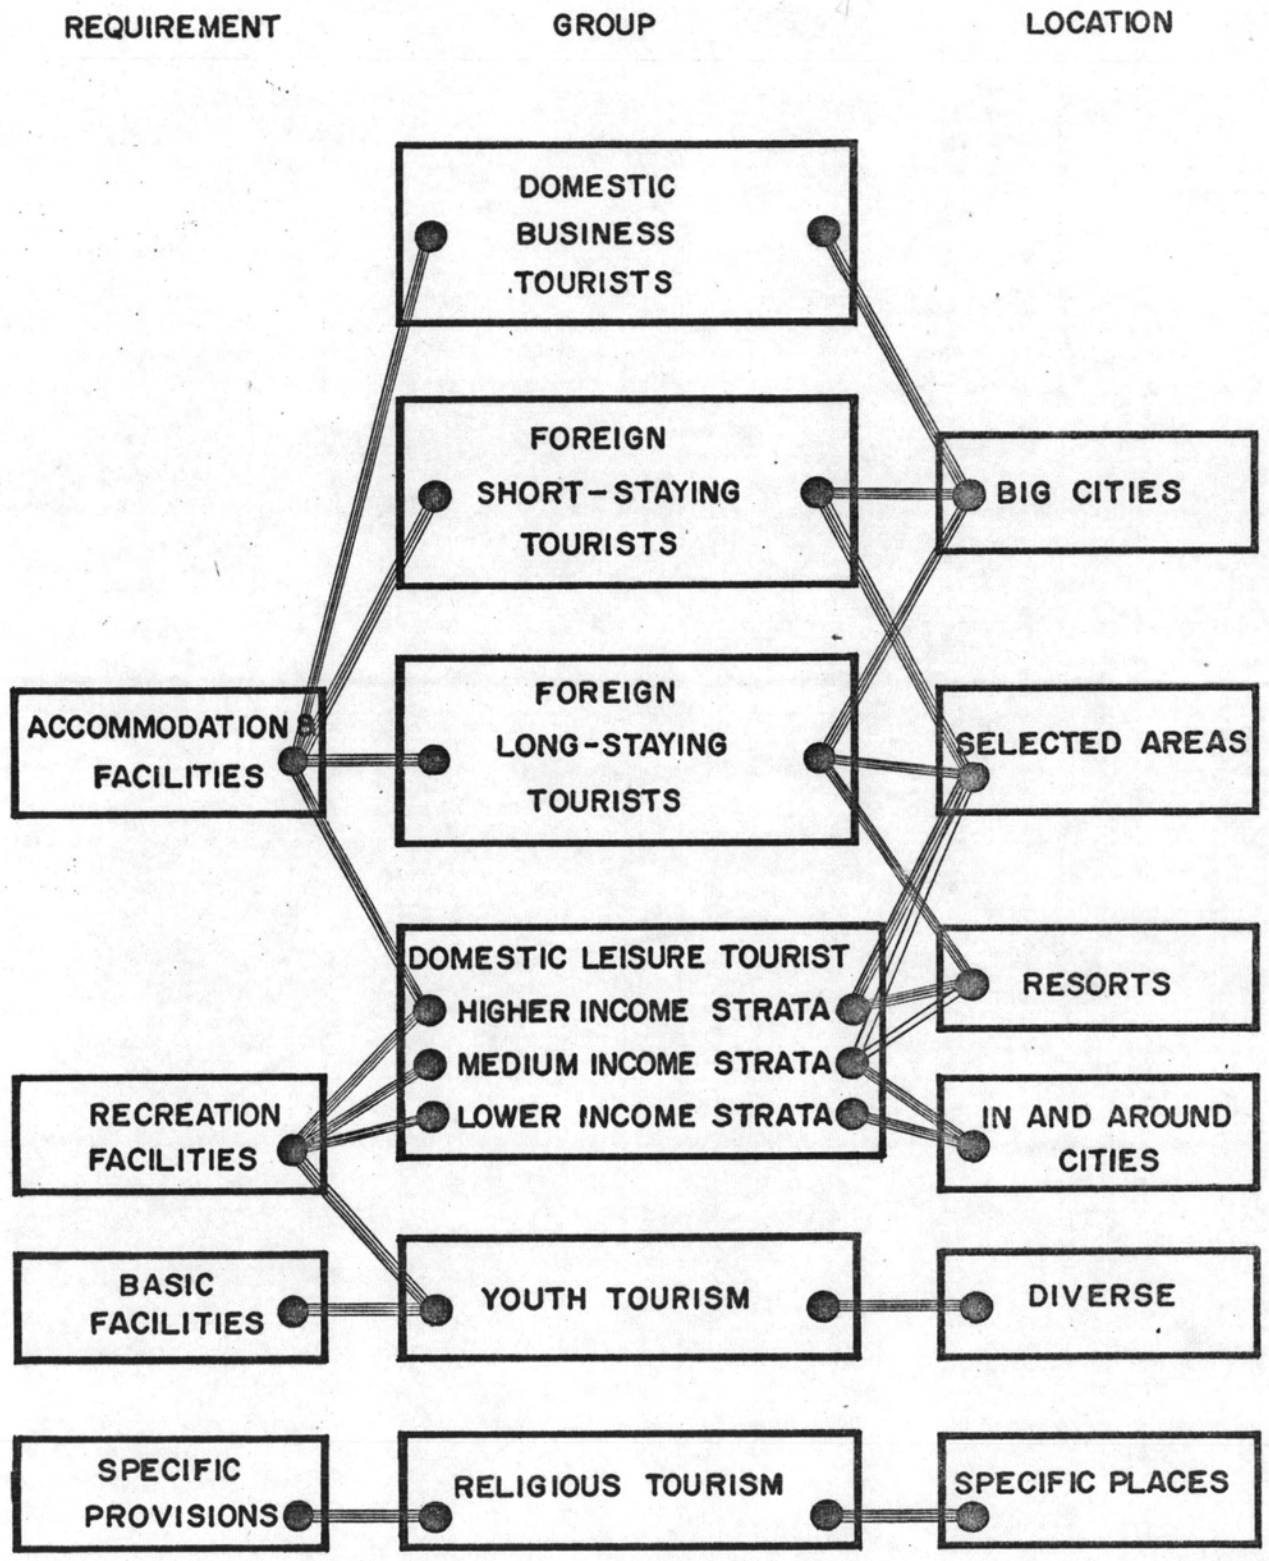 REQUIREMENT
GROUP
LOCATION
DOMESTIC
BUSINESS
TOURISTS
FOREIGN
SHORT-STAYING
TOURISTS
BIG CITIES
FOREIGN
LONG-STAYING
TOURISTS
ACCOMMODATION &
FACILITIES
SELECTED AREAS
DOMESTIC LEISURE TOURIST
HIGHER INCOME STRATA
MEDIUM INCOME STRATA
LOWER INCOME STRATA
RESORTS
RECREATION
FACILITIES
IN AND AROUND
CITIES
BASIC
FACILITIES
YOUTH TOURISM
DIVERSE
SPECIFIC
PROVISIONS
RELIGIOUS TOURISM
SPECIFIC PLACES